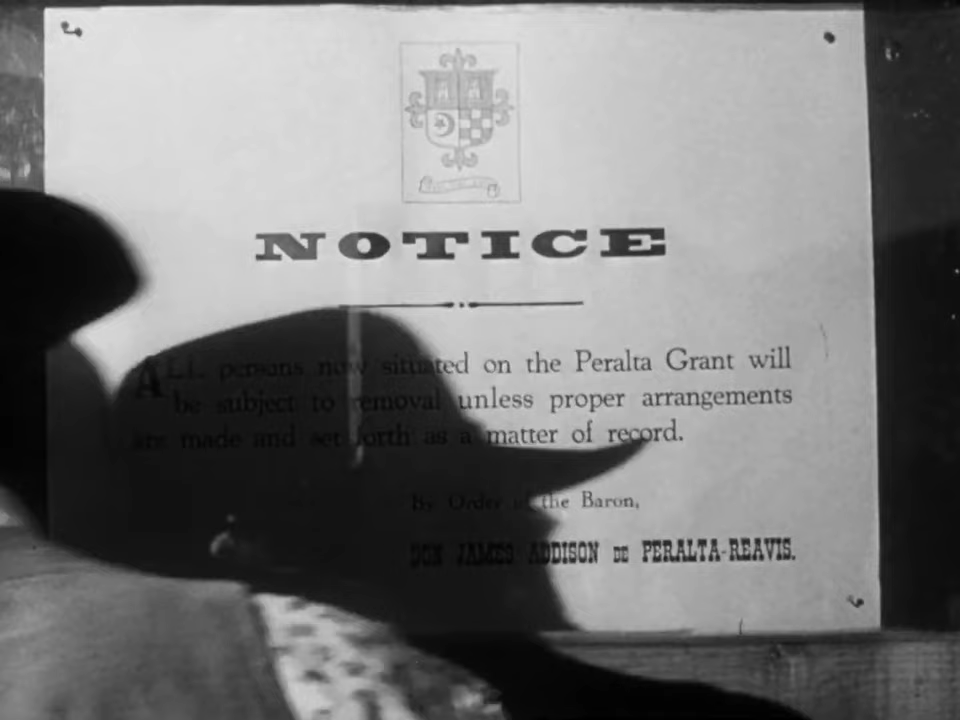 NOTICE
ALL persons now situated on the Peralta Grant will
be subject to removal unless proper arrangements
are made and set forth as a matter of record.
By Order of the Baron,
DON JAMES ADDISON DE PERALTA-REAVIS.